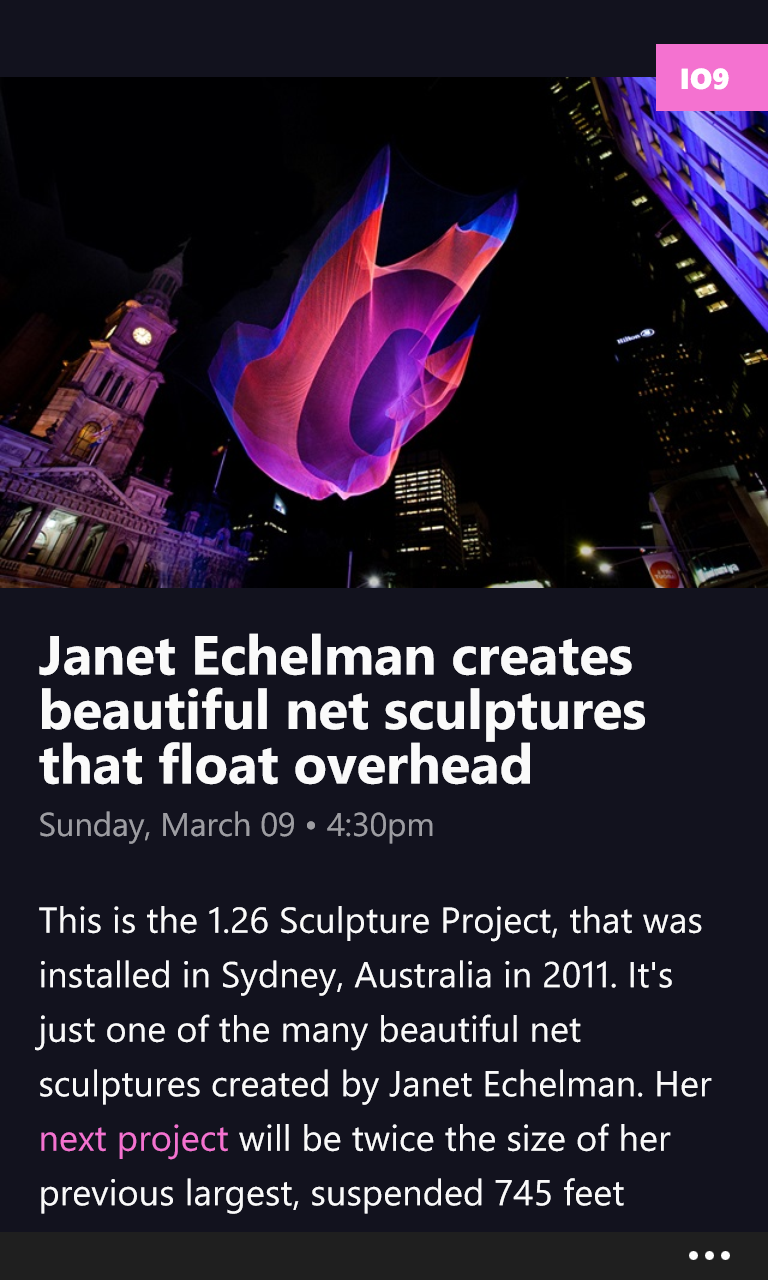 IO9
Hilton
Janet Echelman creates
beautiful net sculptures
that float overhead
Sunday, March 09 • 4:30pm
This is the 1.26 Sculpture Project, that was
installed in Sydney, Australia in 2011. It's
just one of the many beautiful net
sculptures created by Janet Echelman. Her
next project will be twice the size of her
previous largest, suspended 745 feet